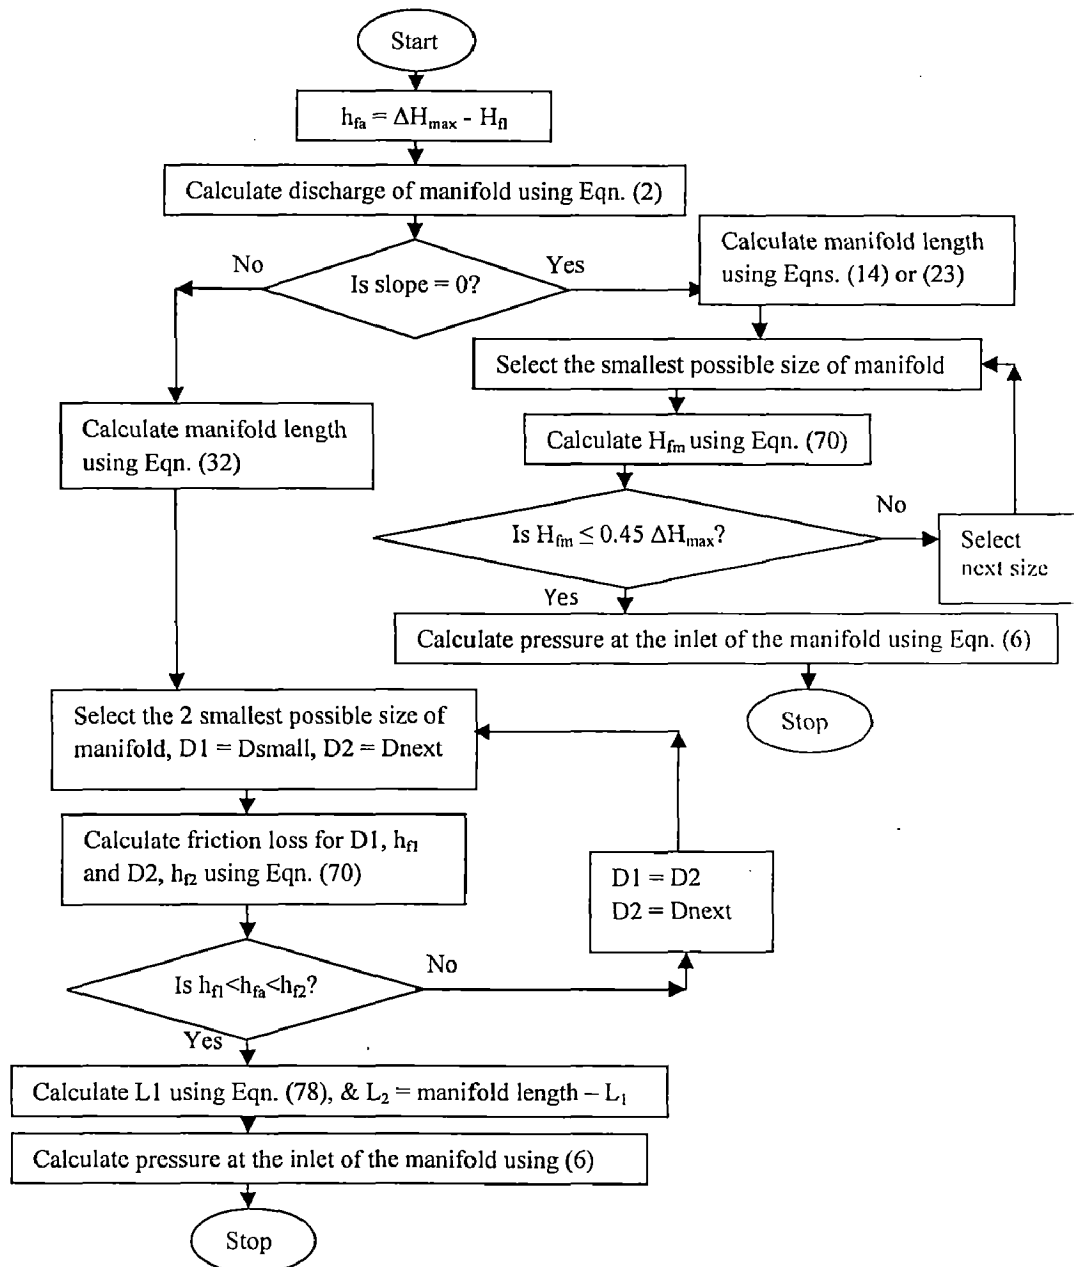 Start
h_fa = ΔH_max - H_fl
Calculate discharge of manifold using Eqn. (2)
No
Is slope = 0?
Yes
Calculate manifold length
using Eqns. (14) or (23)
Select the smallest possible size of manifold
Calculate H_fm using Eqn. (70)
Is H_fm ≤ 0.45 ΔH_max?
No
Select
next size
Yes
Calculate pressure at the inlet of the manifold using Eqn. (6)
Stop
Calculate manifold length
using Eqn. (32)
Select the 2 smallest possible size of
manifold, D1 = Dsmall, D2 = Dnext
Calculate friction loss for D1, h_f1
and D2, h_f2 using Eqn. (70)
D1 = D2
D2 = Dnext
Is h_f1<h_fa<h_f2?
No
Yes
Calculate L1 using Eqn. (78), & L_2 = manifold length – L_1
Calculate pressure at the inlet of the manifold using (6)
Stop